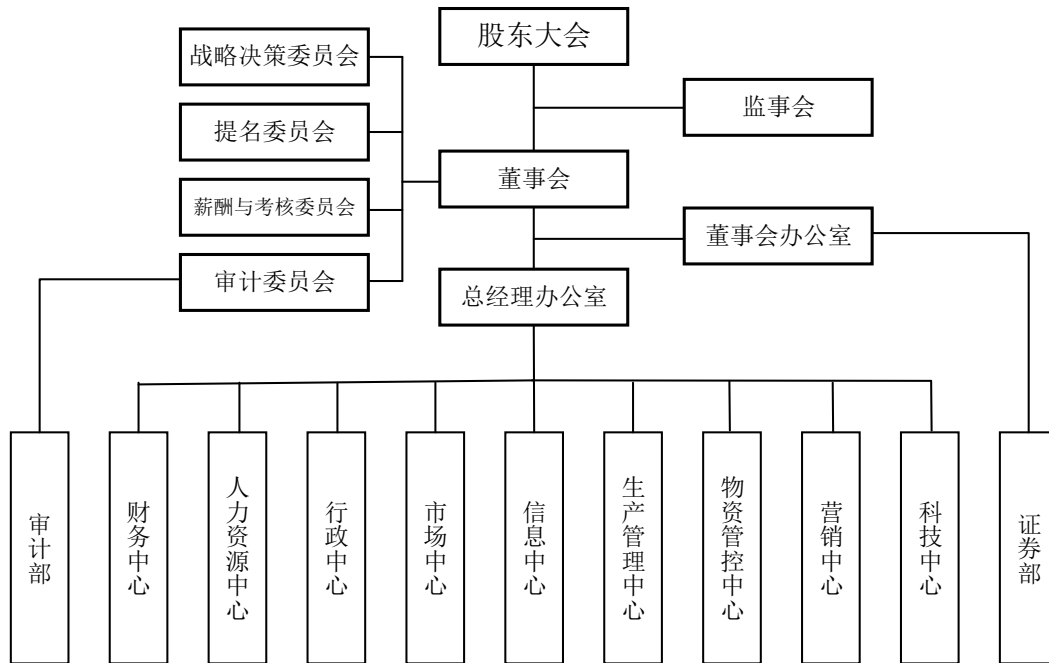 股东大会
战略决策委员会
监事会
提名委员会
董事会
薪酬与考核委员会
董事会办公室
审计委员会
总经理办公室
审计部
财务中心
人力资源中心
行政中心
市场中心
信息中心
生产管理中心
物资管控中心
营销中心
科技中心
证券部